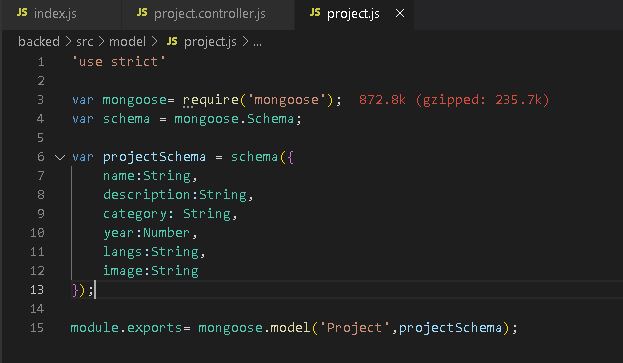 JS index.js JS project.controller.js JS project.js ×
backed > src > model > JS project.js > ...
1 'use strict'
2
3 var mongoose= require('mongoose'); 872.8k (gzipped: 235.7k)
4 var schema = mongoose.Schema;
5
6 var projectSchema = schema({
7 name:String,
8 description:String,
9 category: String,
10 year:Number,
11 langs:String,
12 image:String
13 });
14
15 module.exports= mongoose.model('Project',projectSchema);